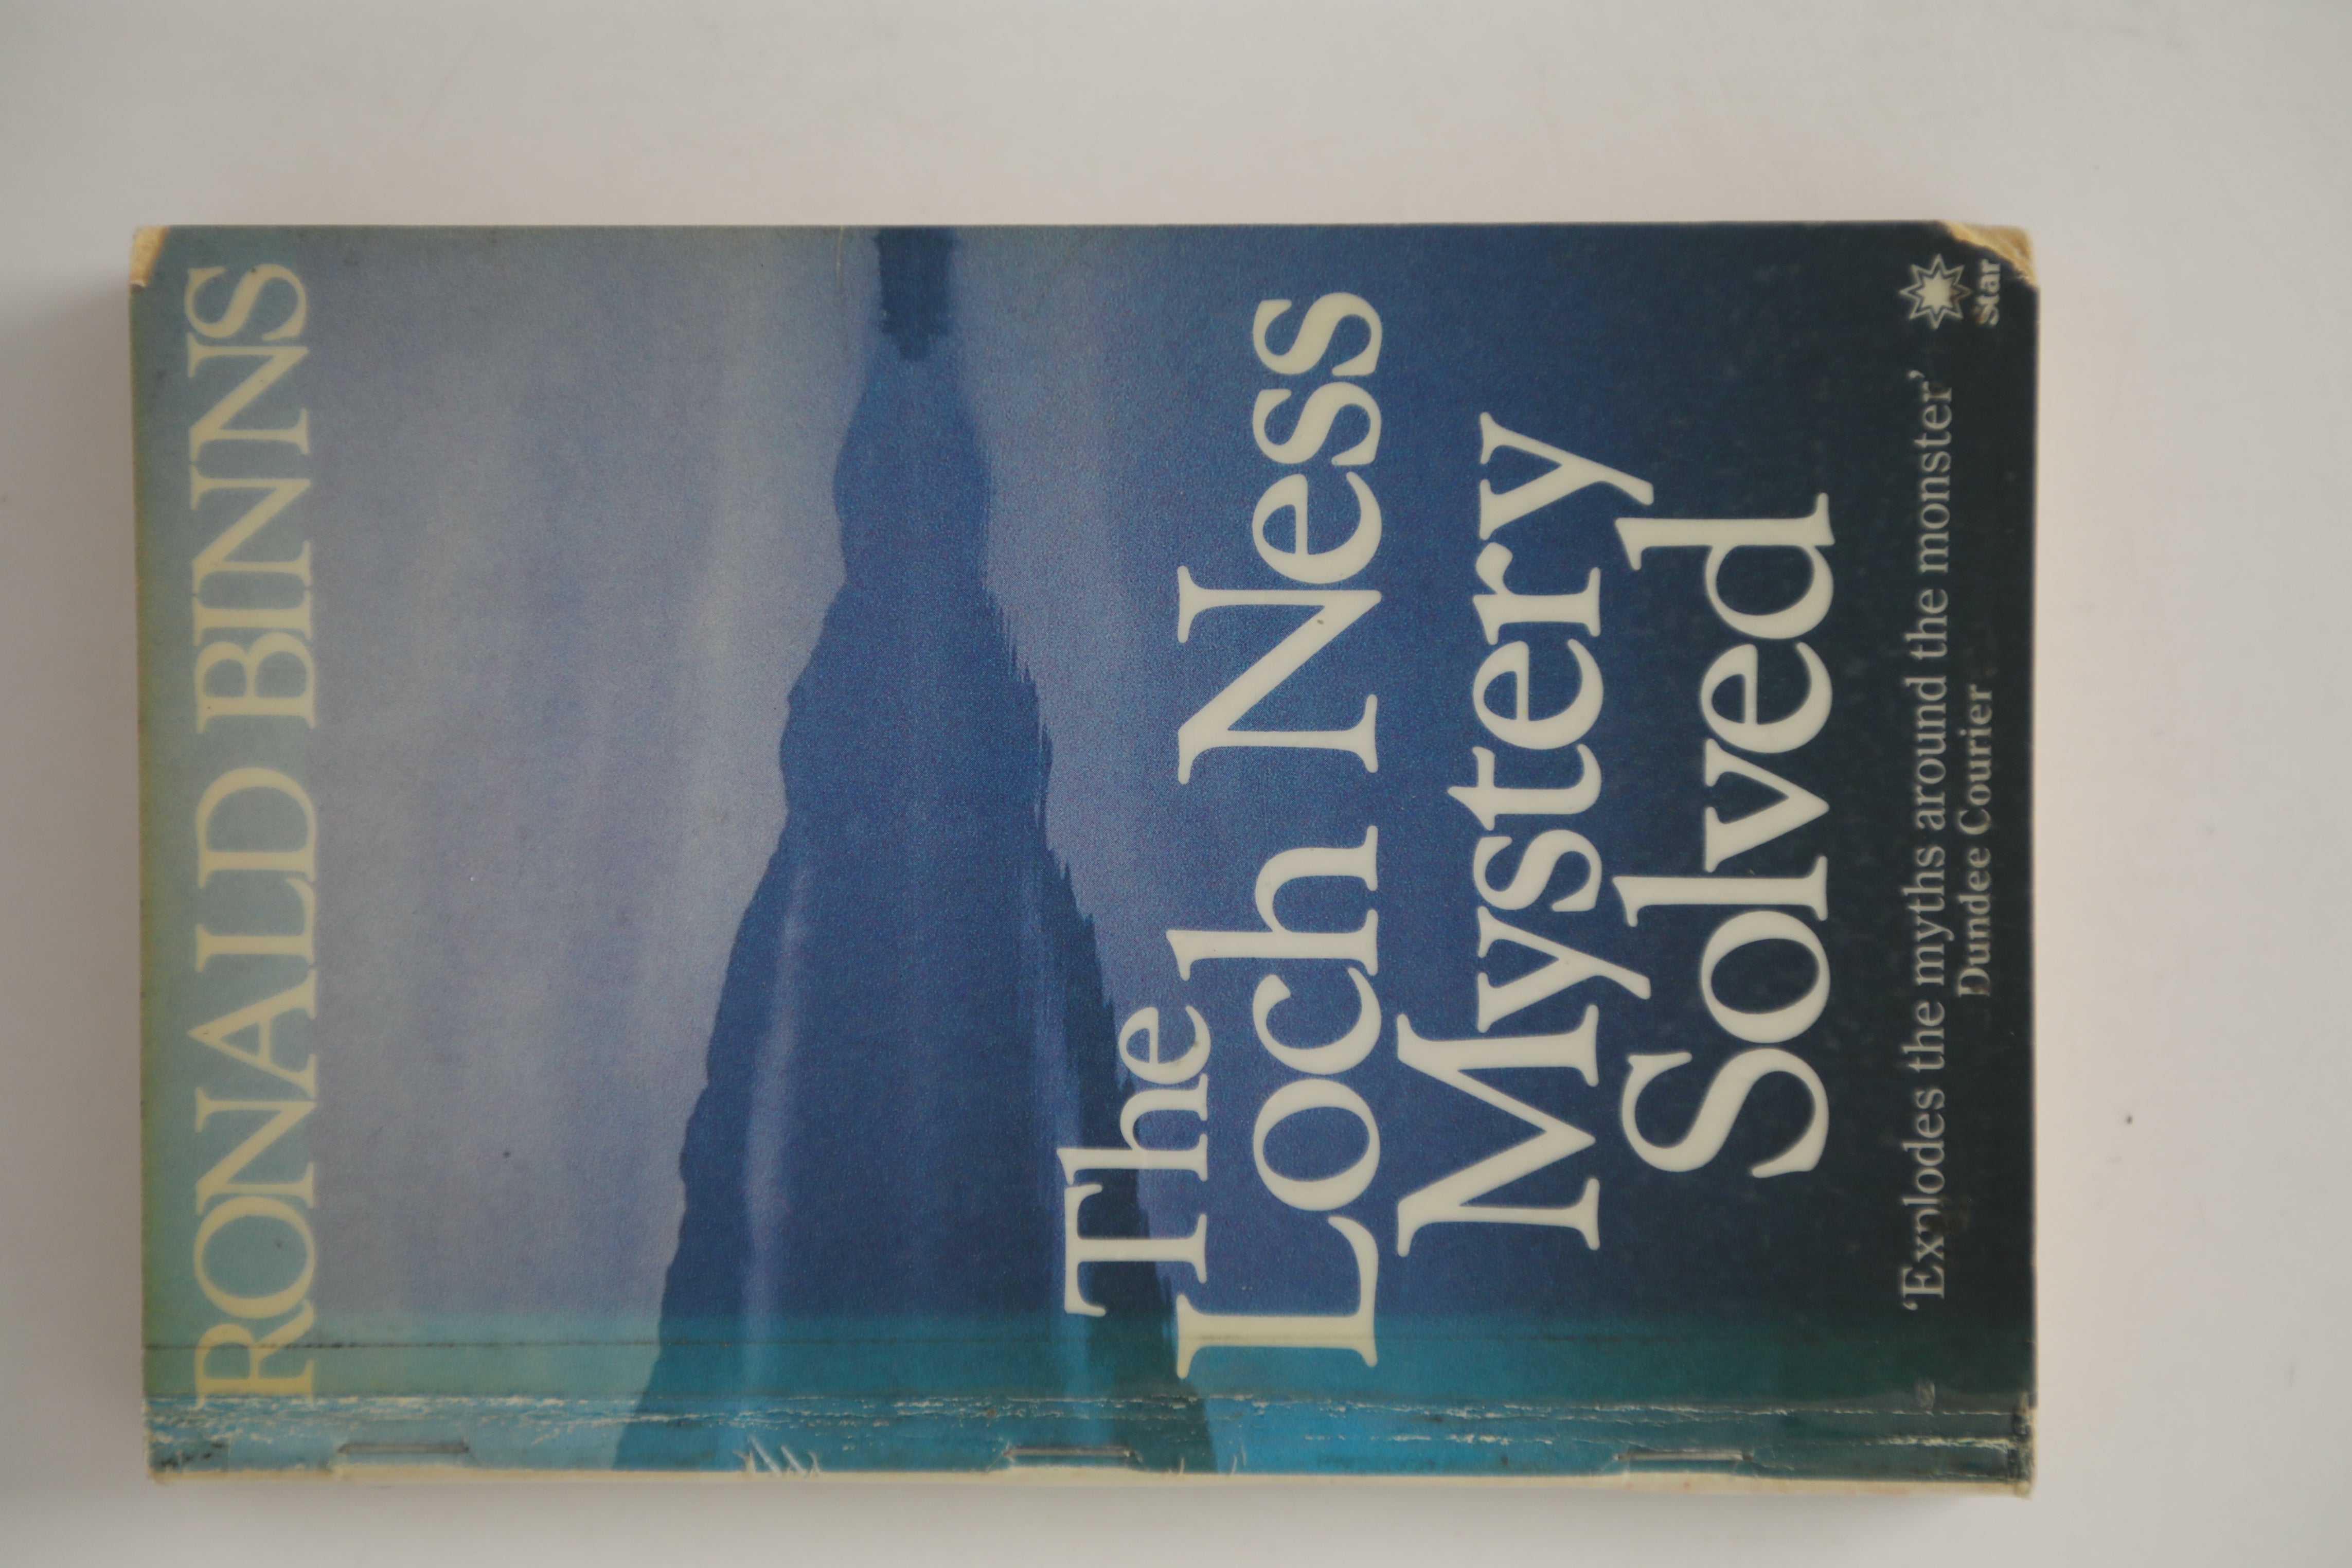 RONALD BINNS
The
Loch Ness
Mystery
Solved
‘Explodes the myths around the monster’
Dundee Courier
star